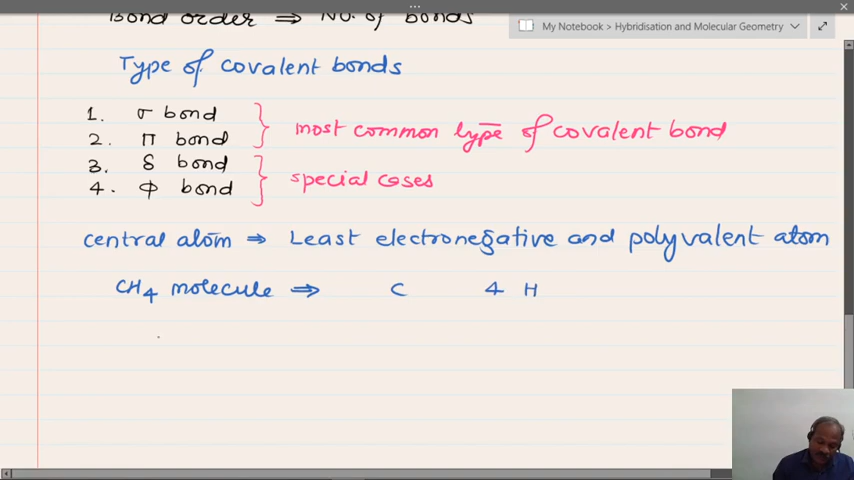 Bond order ⇒ No. of bonds
My Notebook > Hybridisation and Molecular Geometry
Type of covalent bonds
1. σ bond
2. π bond
most common type of covalent bond
3. δ bond
4. ϕ bond
special cases
central atom ⇒ Least electronegative and polyvalent atom
CH4 molecule ⇒ C 4 H